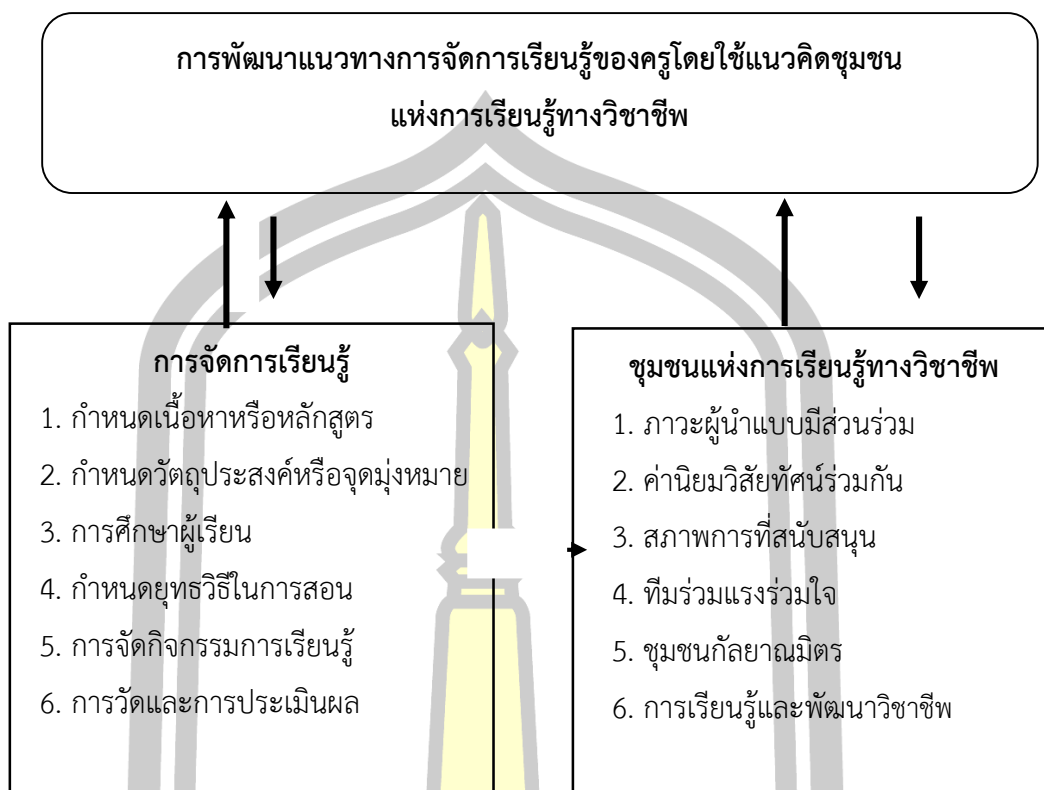 การพัฒนาแนวทางการจัดการเรียนรู้ของครูโดยใช้แนวคิดชุมชน
แห่งการเรียนรู้ทางวิชาชีพ
การจัดการเรียนรู้
1. กำหนดเนื้อหาหรือหลักสูตร
2. กำหนดวัตถุประสงค์หรือจุดมุ่งหมาย
3. การศึกษาผู้เรียน
4. กำหนดยุทธวิธีในการสอน
5. การจัดกิจกรรมการเรียนรู้
6. การวัดและการประเมินผล
ชุมชนแห่งการเรียนรู้ทางวิชาชีพ
1. ภาวะผู้นำแบบมีส่วนร่วม
2. ค่านิยมวิสัยทัศน์ร่วมกัน
3. สภาพการที่สนับสนุน
4. ทีมร่วมแรงร่วมใจ
5. ชุมชนกัลยาณมิตร
6. การเรียนรู้และพัฒนาวิชาชีพ